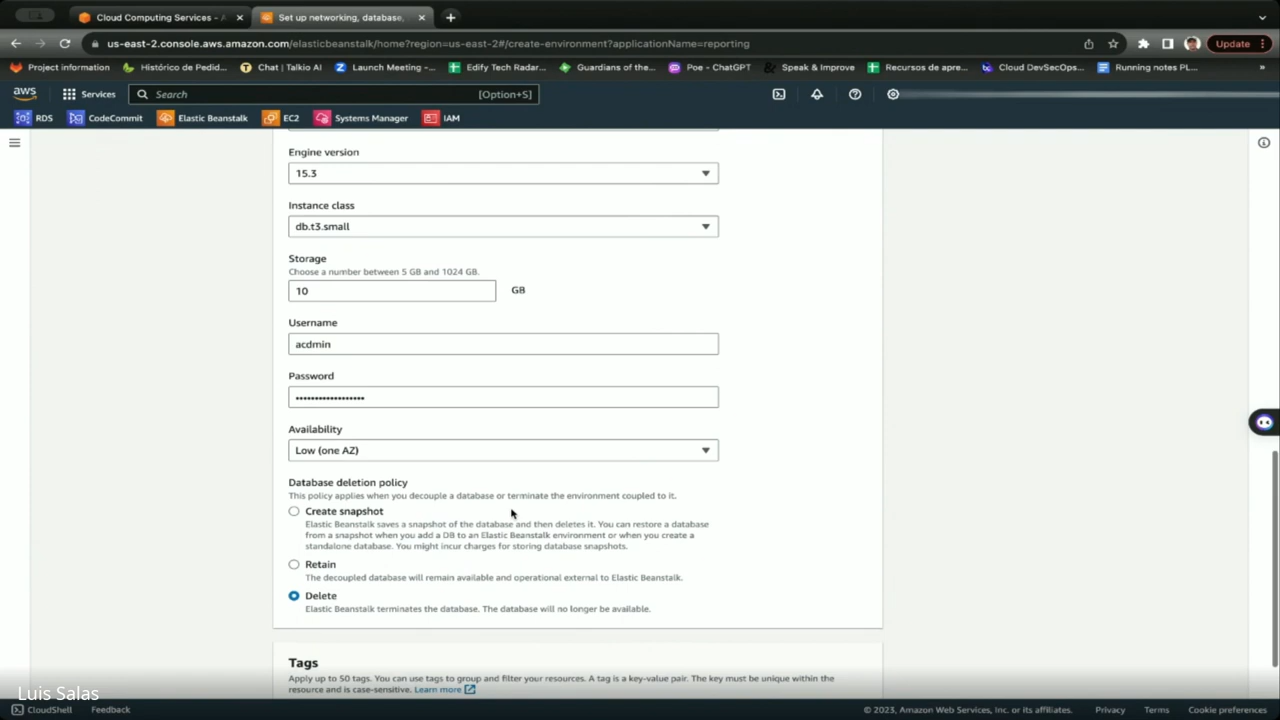 Cloud Computing Services - A
Set up networking, database,
us-east-2.console.aws.amazon.com/elasticbeanstalk/home?region=us-east-2#/create-environment?applicationName=reporting
Update
Project information
Histórico de Pedid...
Chat | Talkio AI
Launch Meeting -...
Edify Tech Radar...
Guardians of the...
Poe - ChatGPT
Speak & Improve
Recursos de apre...
Cloud DevSecOps...
Running notes PL...
»
aws
Services
Search
[Option+S]
RDS
CodeCommit
Elastic Beanstalk
EC2
Systems Manager
IAM
Engine version
15.3
Instance class
db.t3.small
Storage
Choose a number between 5 GB and 1024 GB.
10
GB
Username
acdmin
Password
••••••••••••••••••
Availability
Low (one AZ)
Database deletion policy
This policy applies when you decouple a database or terminate the environment coupled to it.
Create snapshot
Elastic Beanstalk saves a snapshot of the database and then deletes it. You can restore a database
from a snapshot when you add a DB to an Elastic Beanstalk environment or when you create a
standalone database. You might incur charges for storing database snapshots.
Retain
The decoupled database will remain available and operational external to Elastic Beanstalk.
Delete
Elastic Beanstalk terminates the database. The database will no longer be available.
Tags
Apply up to 50 tags. You can use tags to group and filter your resources. A tag is a key-value pair. The key must be unique within the
resource and is case-sensitive. Learn more
Luis Salas
CloudShell
Feedback
© 2023, Amazon Web Services, Inc. or its affiliates.
Privacy
Terms
Cookie preferences